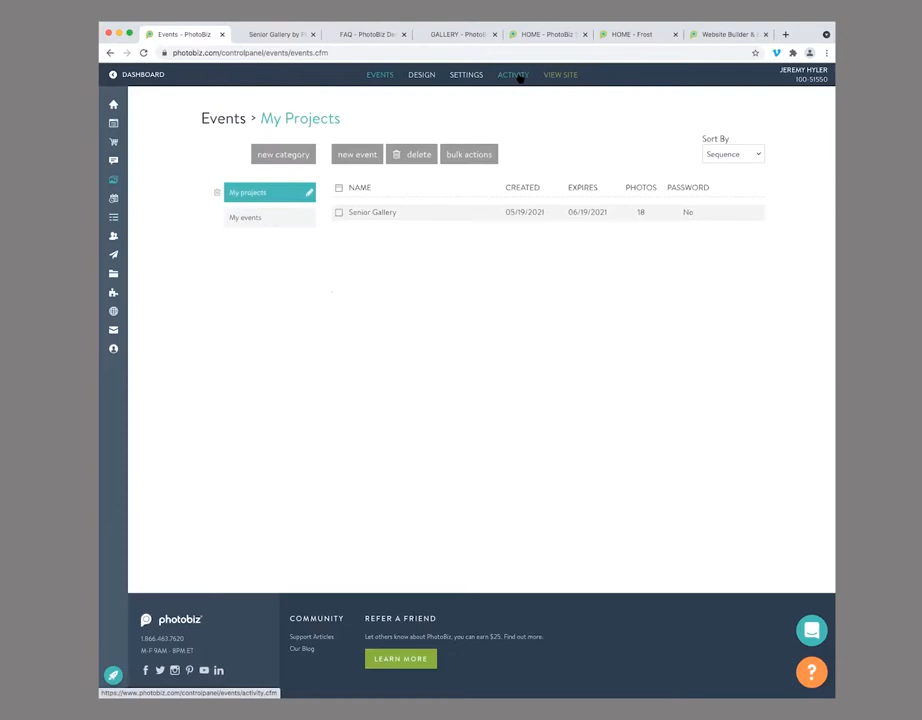 Events - PhotoBiz
Senior Gallery by F
FAQ - PhotoBiz De
GALLERY - PhotoB
HOME - PhotoBiz
HOME - Frost
Website Builder &
photobiz.com/controlpanel/events/events.cfm
DASHBOARD
EVENTS
DESIGN
SETTINGS
ACTIVITY
VIEW SITE
JEREMY HYLER
100-51550
Events > My Projects
new category
new event
delete
bulk actions
Sort By
Sequence
My projects
My events
NAME CREATED EXPIRES PHOTOS PASSWORD
Senior Gallery 05/19/2021 06/19/2021 18 No
photobiz
1.866.463.7620
M-F 9AM - 8PM ET
COMMUNITY
Support Articles
Our Blog
REFER A FRIEND
Let others know about PhotoBiz, you can earn $25. Find out more.
LEARN MORE
?
https://www.photobiz.com/controlpanel/events/activity.cfm